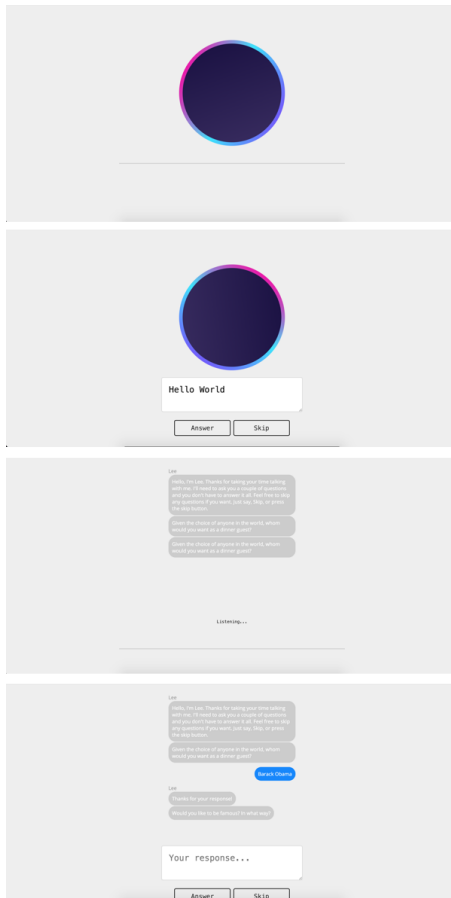 Hello World
Answer Skip
Lee
Hello, I'm Lee. Thanks for taking your time talking
with me. I'll need to ask you a couple of questions
and you don't have to answer it all. Feel free to skip
any questions if you want, just say, Skip, or press
the skip button.
Given the choice of anyone in the world, whom
would you want as a dinner guest?
Given the choice of anyone in the world, whom
would you want as a dinner guest?
Listening...
Lee
Hello, I'm Lee. Thanks for taking your time talking
with me. I'll need to ask you a couple of questions
and you don't have to answer it all. Feel free to skip
any questions if you want, just say, Skip, or press
the skip button.
Given the choice of anyone in the world, whom
would you want as a dinner guest?
Barack Obama
Lee
Thanks for your response!
Would you like to be famous? In what way?
Your response...
Answer Skip